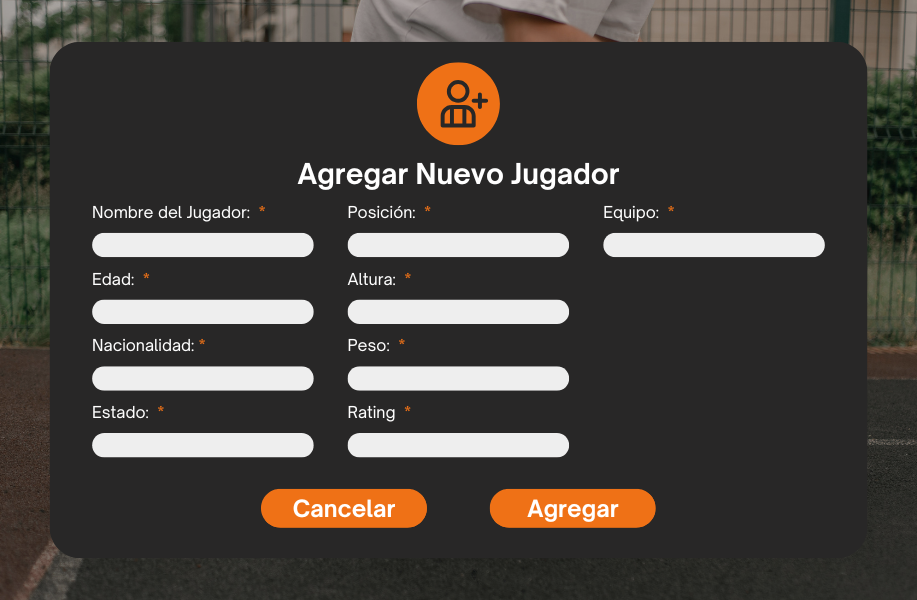 Agregar Nuevo Jugador
Nombre del Jugador: *
Posición: *
Equipo: *
Edad: *
Altura: *
Nacionalidad: *
Peso: *
Estado: *
Rating *
Cancelar
Agregar